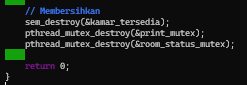 // Membersihkan
sem_destroy(&kamar_tersedia);
pthread_mutex_destroy(&print_mutex);
pthread_mutex_destroy(&room_status_mutex);
return 0;
}